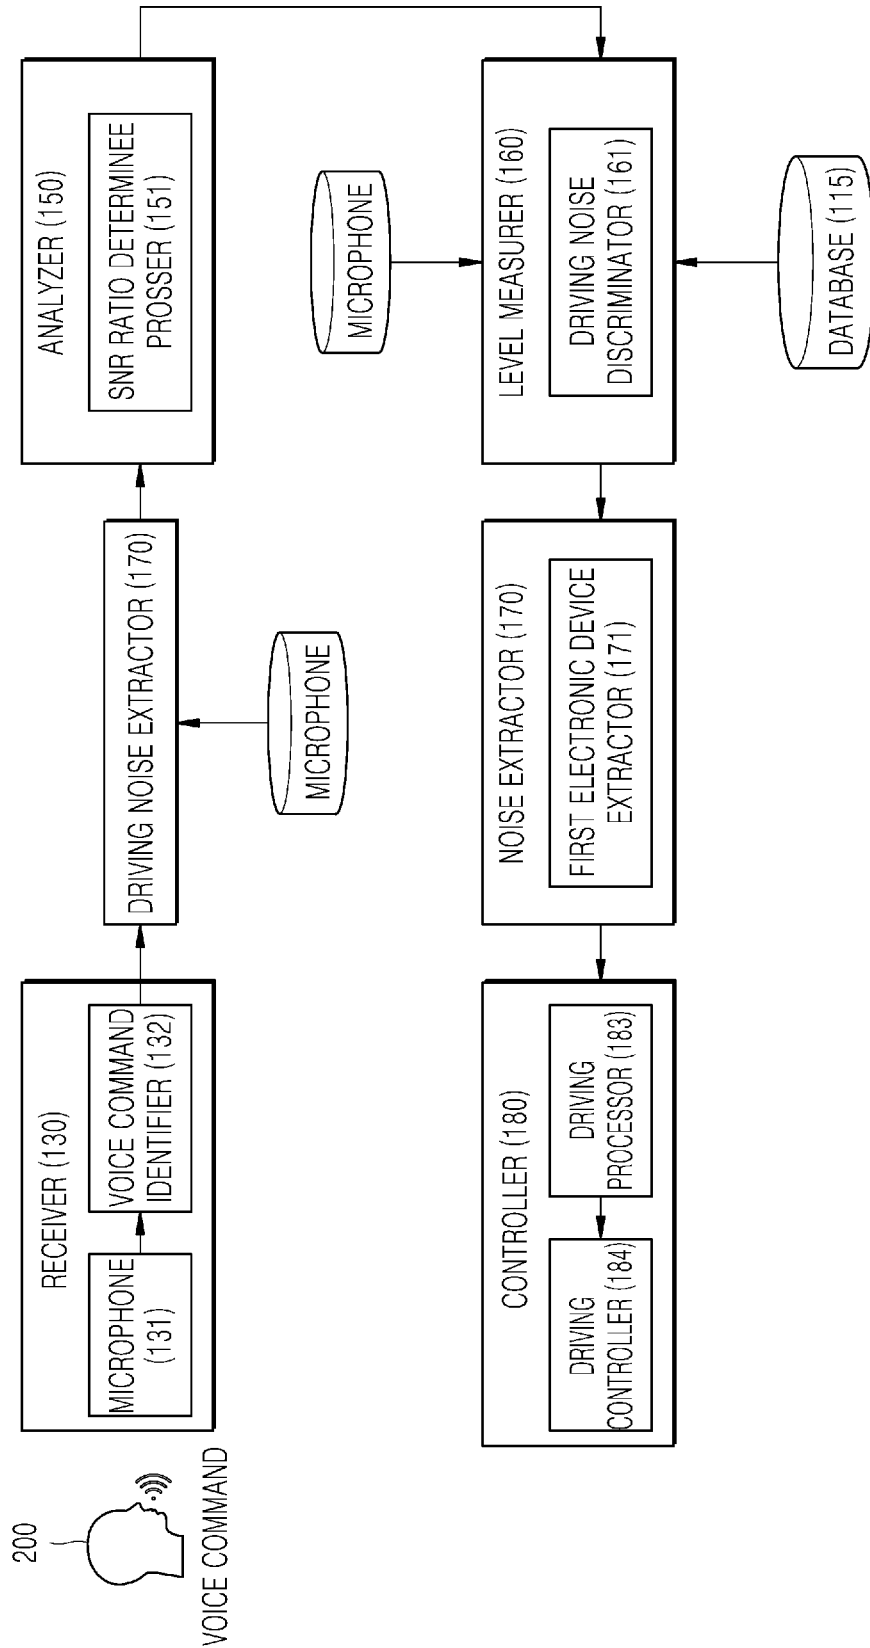 200
VOICE COMMAND
RECEIVER (130)
MICROPHONE
(131)
VOICE COMMAND
IDENTIFIER (132)
DRIVING NOISE EXTRACTOR (170)
MICROPHONE
ANALYZER (150)
SNR RATIO DETERMINEE
PROSSER (151)
MICROPHONE
LEVEL MEASURER (160)
DRIVING NOISE
DISCRIMINATOR (161)
DATABASE (115)
NOISE EXTRACTOR (170)
FIRST ELECTRONIC DEVICE
EXTRACTOR (171)
CONTROLLER (180)
DRIVING
CONTROLLER (184)
DRIVING
PROCESSOR (183)